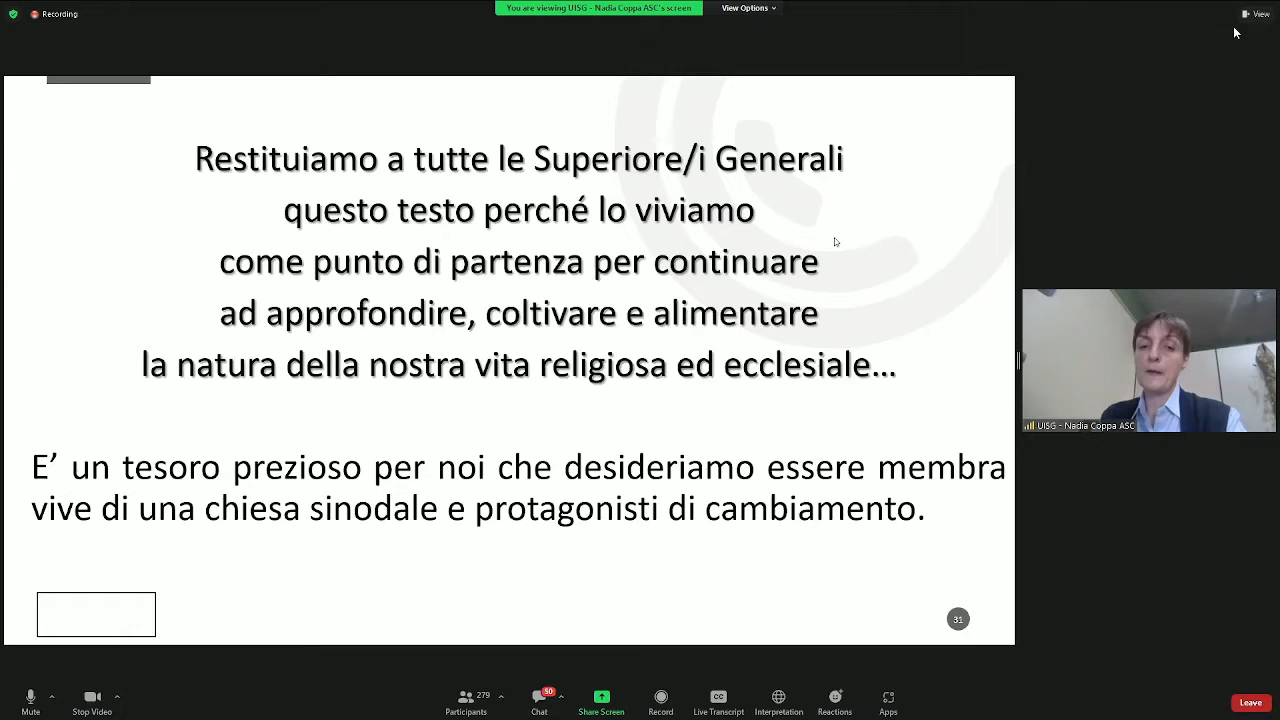 Recording
You are viewing UISG - Nadia Coppa ASC's screen
View Options
View
Restituiamo a tutte le Superiore/i Generali
questo testo perché lo viviamo
come punto di partenza per continuare
ad approfondire, coltivare e alimentare
la natura della nostra vita religiosa ed ecclesiale…
E’ un tesoro prezioso per noi che desideriamo essere membra
vive di una chiesa sinodale e protagonisti di cambiamento.
31
UISG - Nadia Coppa ASC
Mute
Stop Video
279
Participants
50
Chat
Share Screen
Record
CC
Live Transcript
Interpretation
Reactions
Apps
Leave